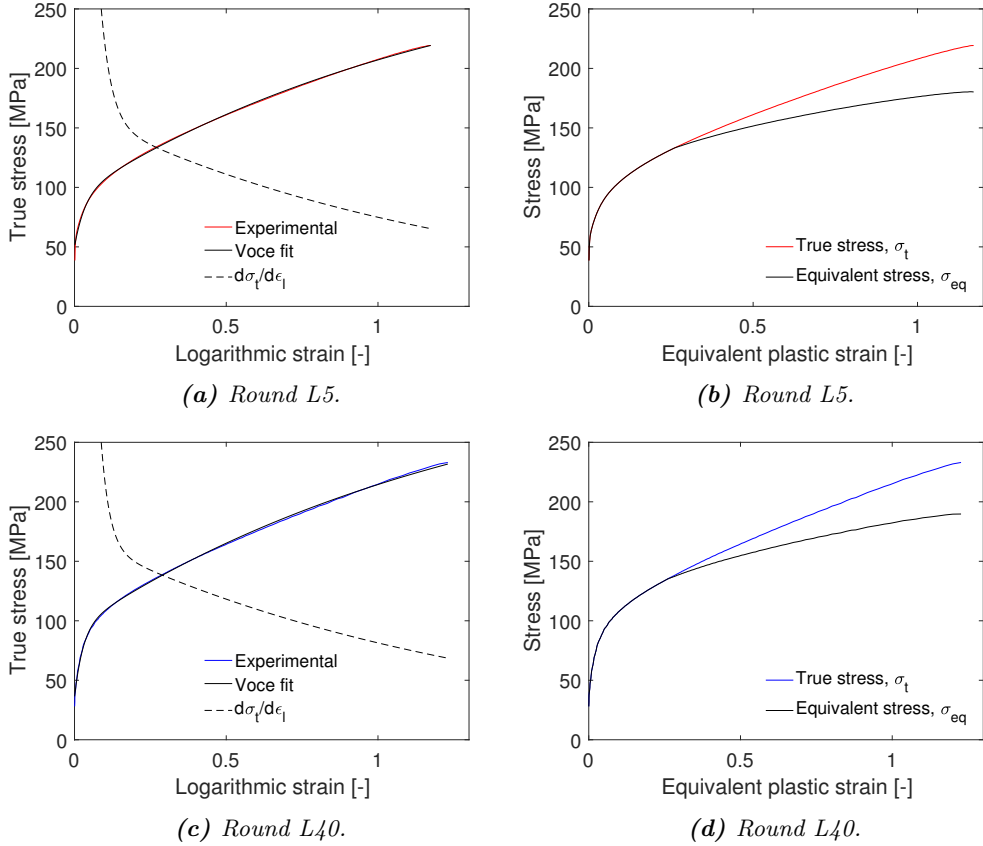 250
200
150
100
50
0
True stress [MPa]
Experimental
Voce fit
dσt/dϵl
0 0.5 1
Logarithmic strain [-]
(a) Round L5.
250
200
150
100
50
0
Stress [MPa]
True stress, σt
Equivalent stress, σeq
0 0.5 1
Equivalent plastic strain [-]
(b) Round L5.
250
200
150
100
50
0
True stress [MPa]
Experimental
Voce fit
dσt/dϵl
0 0.5 1
Logarithmic strain [-]
(c) Round L40.
250
200
150
100
50
0
Stress [MPa]
True stress, σt
Equivalent stress, σeq
0 0.5 1
Equivalent plastic strain [-]
(d) Round L40.